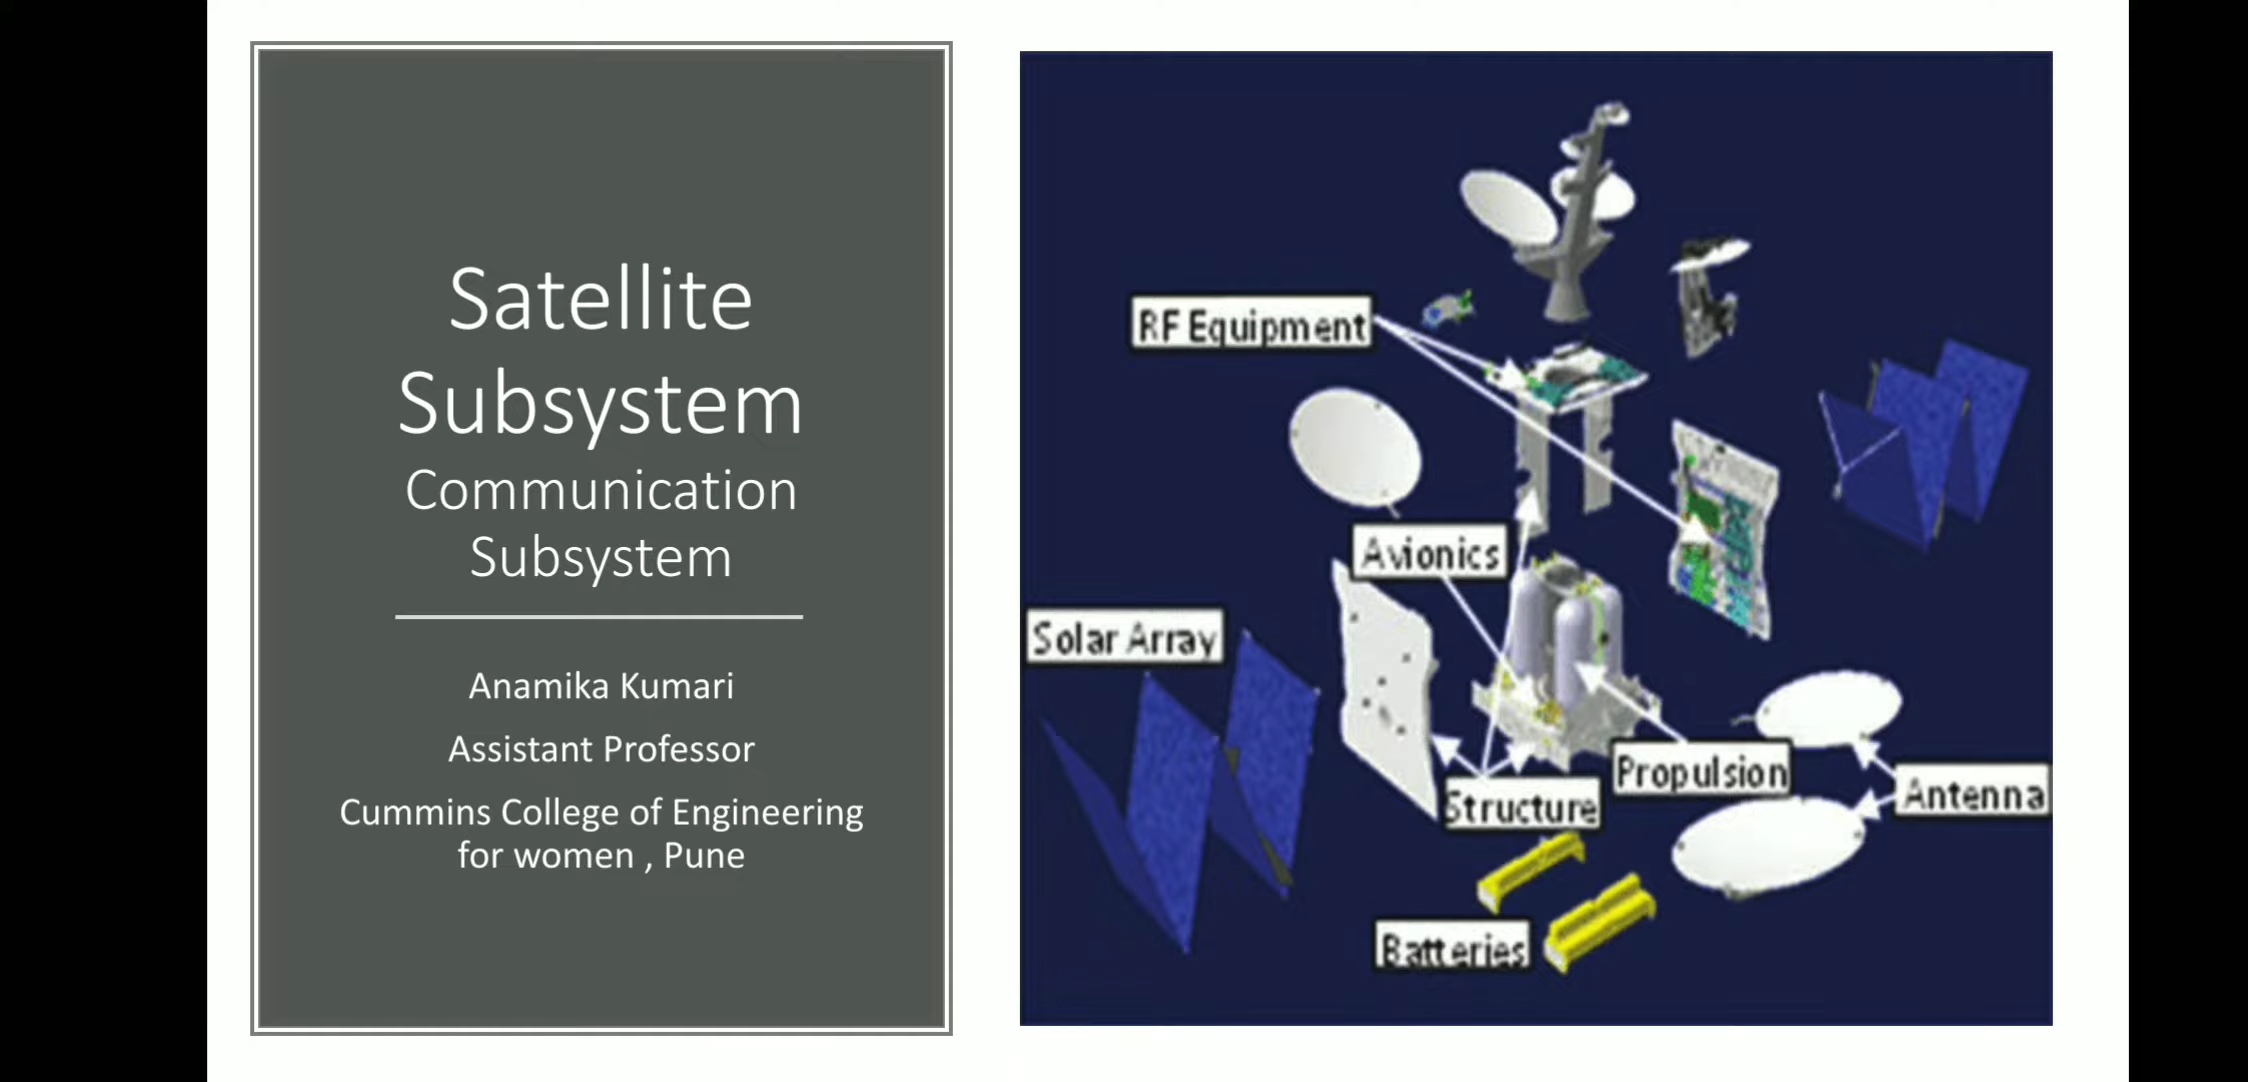 Satellite
Subsystem
Communication
Subsystem
Anamika Kumari
Assistant Professor
Cummins College of Engineering
for women , Pune
RF Equipment
Avionics
Solar Array
Propulsion
Structure
Antenna
Batteries